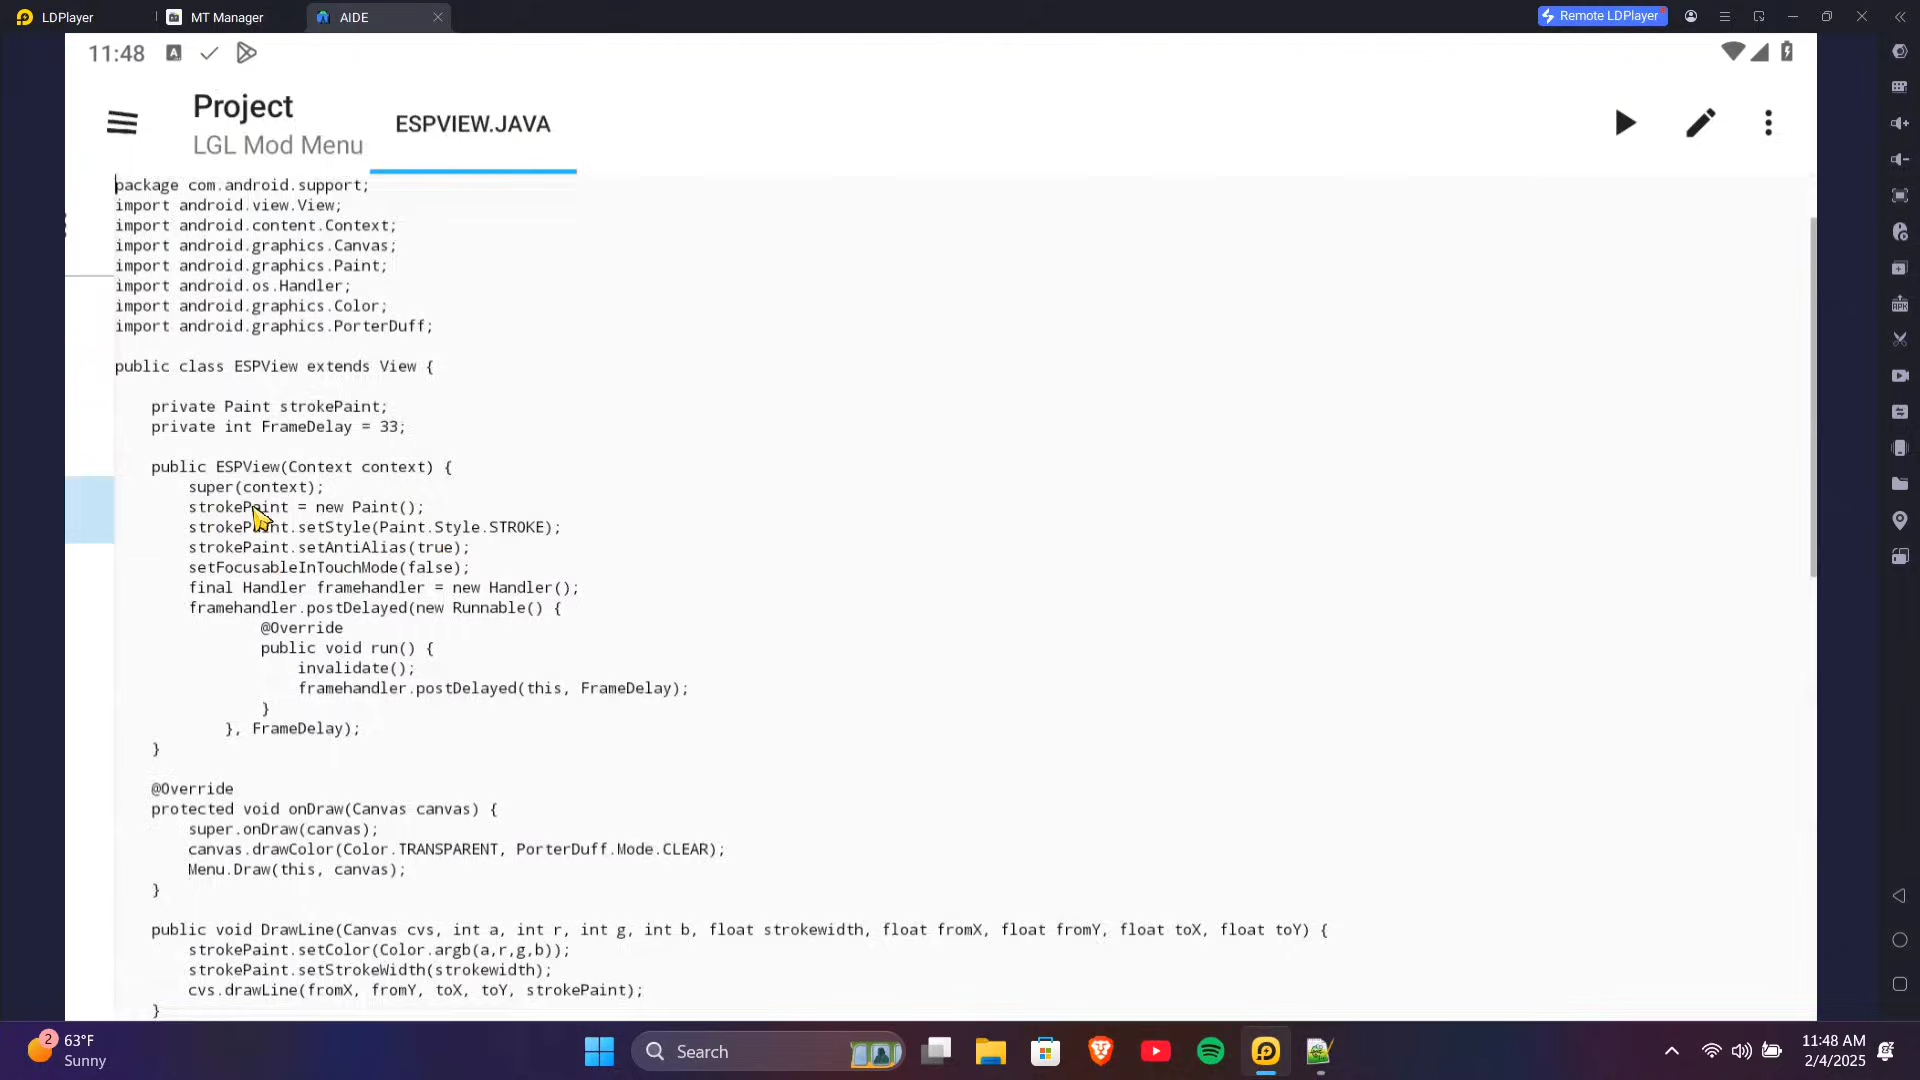 LDPlayer
MT Manager
AIDE
Remote LDPlayer
11:48
Project
LGL Mod Menu
ESPVIEW.JAVA
package com.android.support;
import android.view.View;
import android.content.Context;
import android.graphics.Canvas;
import android.graphics.Paint;
import android.os.Handler;
import android.graphics.Color;
import android.graphics.PorterDuff;
public class ESPView extends View {
private Paint strokePaint;
private int FrameDelay = 33;
public ESPView(Context context) {
super(context);
strokePaint = new Paint();
strokePaint.setStyle(Paint.Style.STROKE);
strokePaint.setAntiAlias(true);
setFocusableInTouchMode(false);
final Handler framehandler = new Handler();
framehandler.postDelayed(new Runnable() {
@Override
public void run() {
invalidate();
framehandler.postDelayed(this, FrameDelay);
}
}, FrameDelay);
}
@Override
protected void onDraw(Canvas canvas) {
super.onDraw(canvas);
canvas.drawColor(Color.TRANSPARENT, PorterDuff.Mode.CLEAR);
Menu.Draw(this, canvas);
}
public void DrawLine(Canvas cvs, int a, int r, int g, int b, float strokewidth, float fromX, float fromY, float toX, float toY) {
strokePaint.setColor(Color.argb(a,r,g,b));
strokePaint.setStrokeWidth(strokewidth);
cvs.drawLine(fromX, fromY, toX, toY, strokePaint);
}
2
63°F
Sunny
Search
11:48 AM
2/4/2025